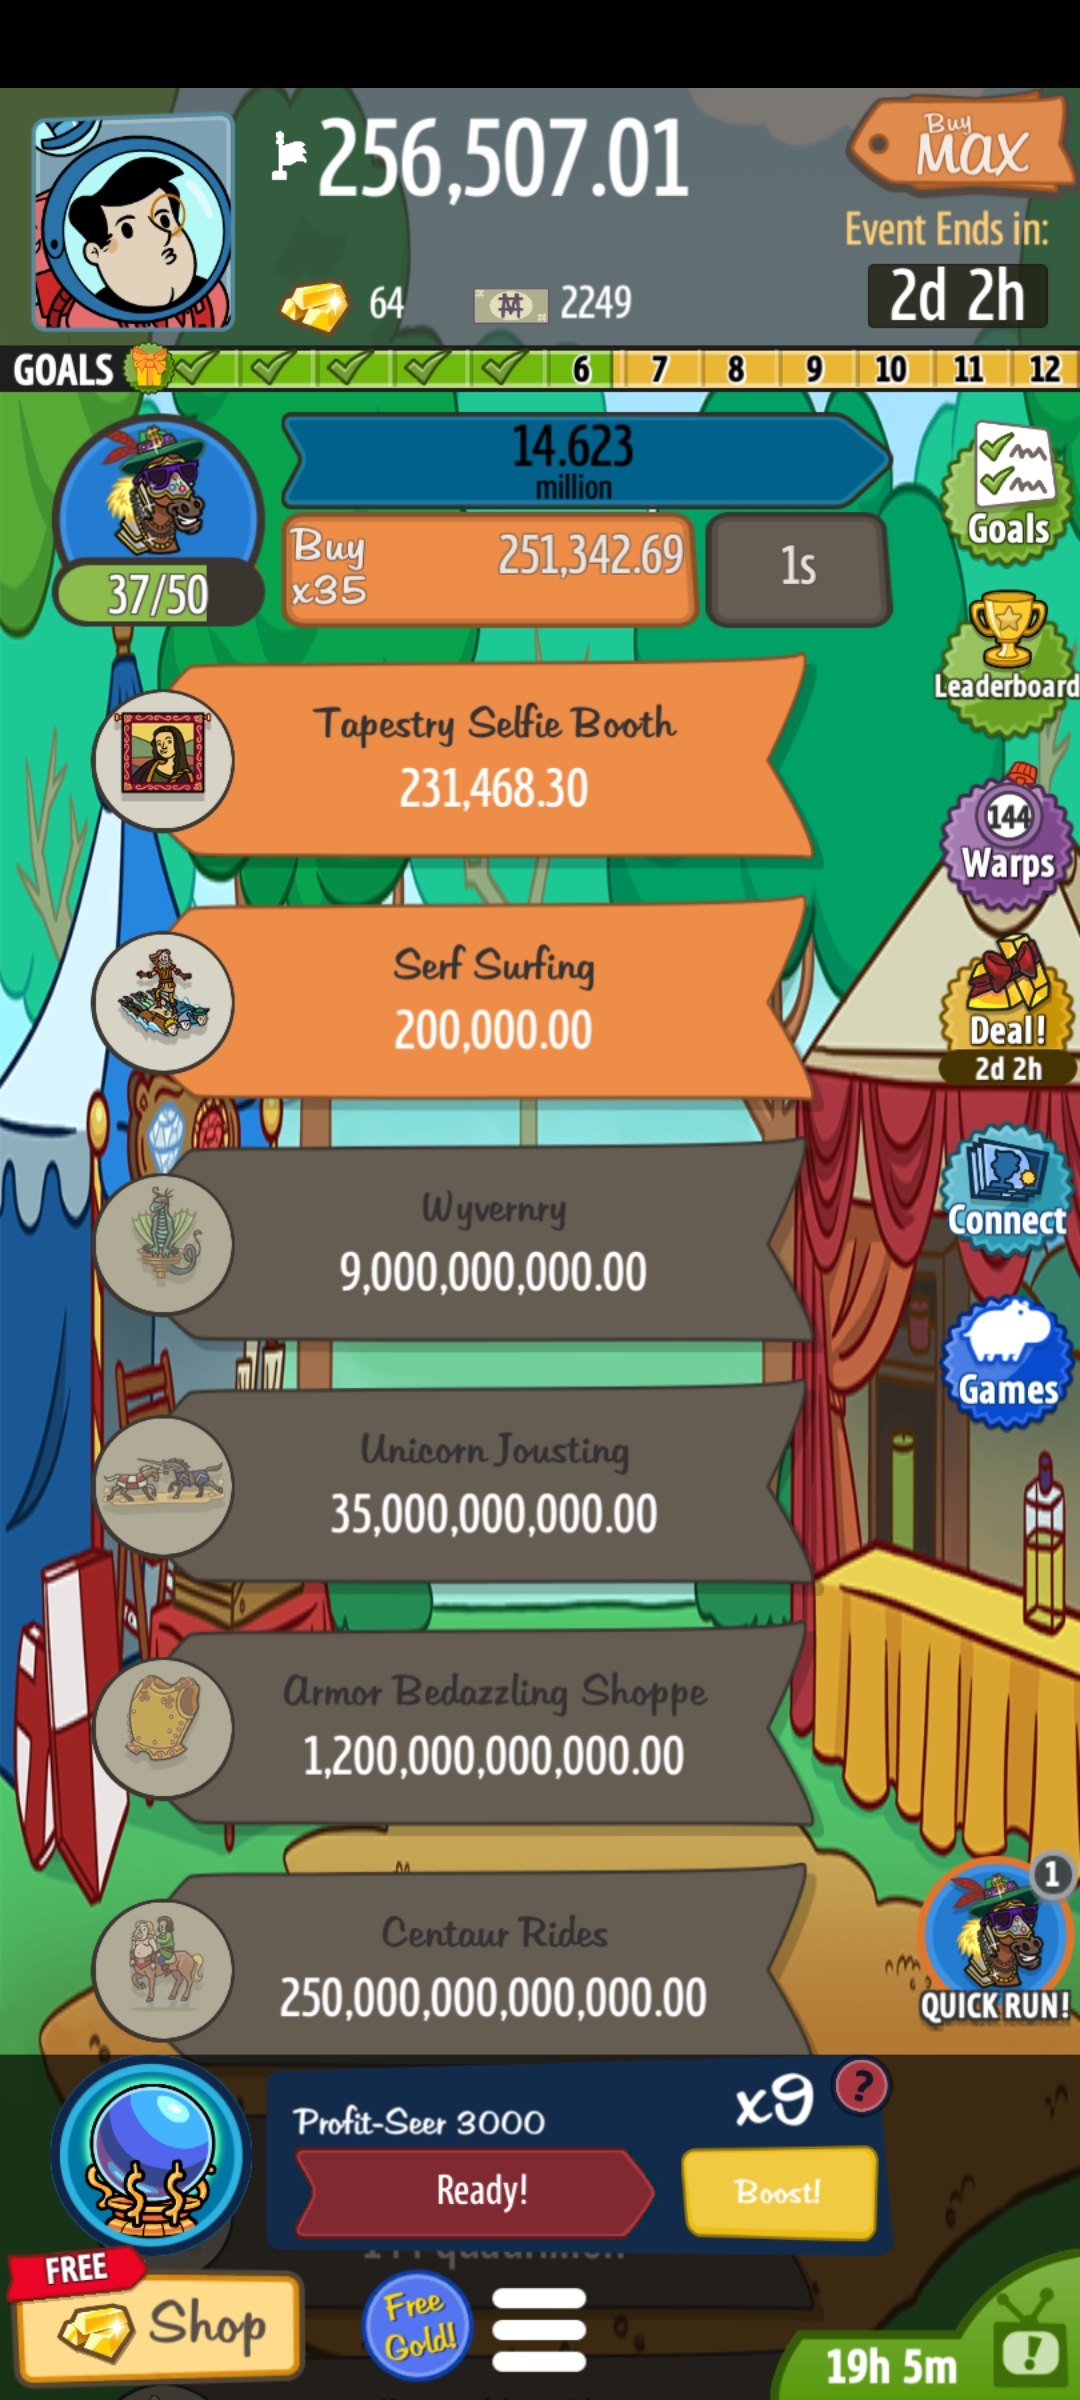 256,507.01
Buy
MAX
Event Ends in:
64
2249
2d 2h
GOALS 6 7 8 9 10 11 12
14.623
million
Goals
Buy
x35
251,342.69
1s
37/50
Leaderboard
Tapestry Selfie Booth
231,468.30
144
Warps
Serf Surfing
200,000.00
Deal!
2d 2h
Wyvernry
9,000,000,000.00
Connect
Games
Unicorn Jousting
35,000,000,000.00
Armor Bedazzling Shoppe
1,200,000,000,000.00
1
Centaur Rides
250,000,000,000,000.00
QUICK RUN!
Profit-Seer 3000
x9
?
Ready!
Boost!
FREE
Shop
Free
Gold!
19h 5m
!